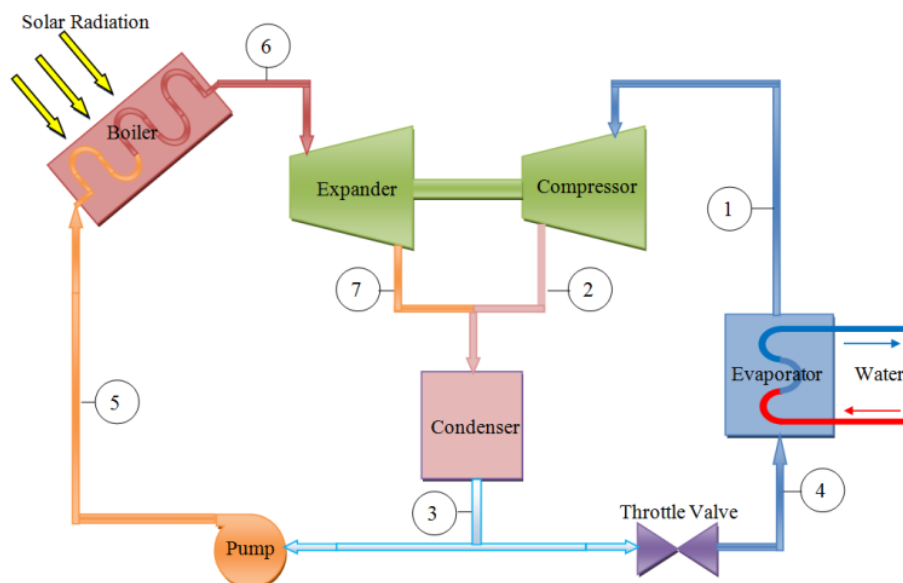 Solar Radiation
6
Boiler
Expander
Compressor
1
7
2
Evaporator
Water
5
Condenser
3
4
Throttle Valve
Pump